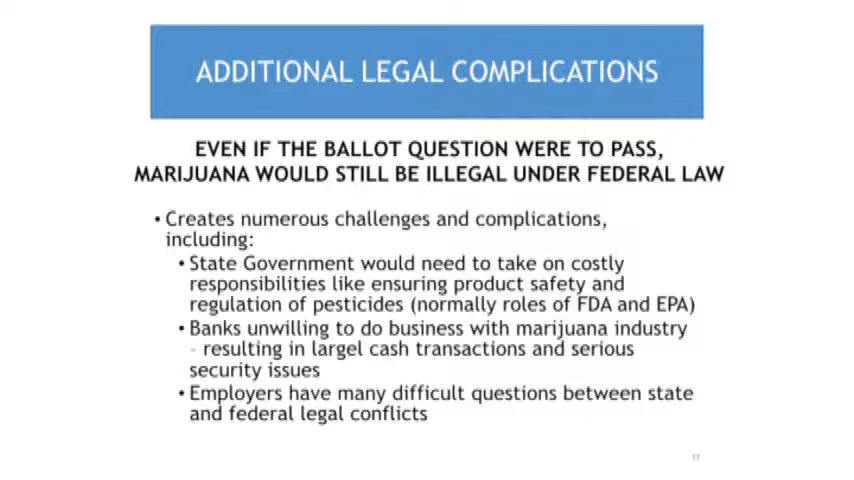 ADDITIONAL LEGAL COMPLICATIONS
EVEN IF THE BALLOT QUESTION WERE TO PASS,
MARIJUANA WOULD STILL BE ILLEGAL UNDER FEDERAL LAW
• Creates numerous challenges and complications,
including:
• State Government would need to take on costly
responsibilities like ensuring product safety and
regulation of pesticides (normally roles of FDA and EPA)
• Banks unwilling to do business with marijuana industry
- resulting in largel cash transactions and serious
security issues
• Employers have many difficult questions between state
and federal legal conflicts